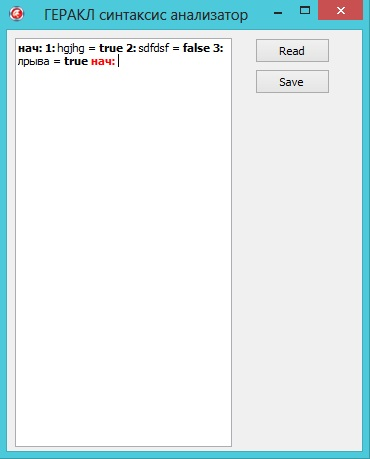 ГЕРАКЛ синтаксис анализатор
нач: 1: hgjhg = true 2: sdfdsf = false 3:
лрыва = true нач:
Read
Save